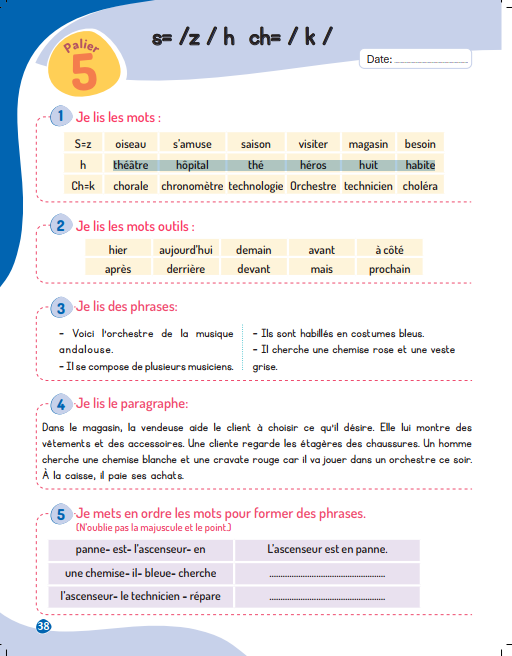 Palier
5
s= /z / h ch= / k /
Date: ________________
1 Je lis les mots :
S=z oiseau s'amuse saison visiter magasin besoin
h théâtre hôpital thé héros huit habite
Ch=k chorale chronomètre technologie Orchestre technicien choléra
2 Je lis les mots outils :
hier aujourd'hui demain avant à côté
après derrière devant mais prochain
3 Je lis des phrases:
- Voici l'orchestre de la musique
andalouse.
- Il se compose de plusieurs musiciens.
- Ils sont habillés en costumes bleus.
- Il cherche une chemise rose et une veste
grise.
4 Je lis le paragraphe:
Dans le magasin, la vendeuse aide le client à choisir ce qu'il désire. Elle lui montre des
vêtements et des accessoires. Une cliente regarde les étagères des chaussures. Un homme
cherche une chemise blanche et une cravate rouge car il va jouer dans un orchestre ce soir.
À la caisse, il paie ses achats.
5 Je mets en ordre les mots pour former des phrases.
(N'oublie pas la majuscule et le point.)
panne- est- l'ascenseur- en L'ascenseur est en panne.
une chemise- il- bleue- cherche ................................................
l'ascenseur- le technicien - répare ................................................
38